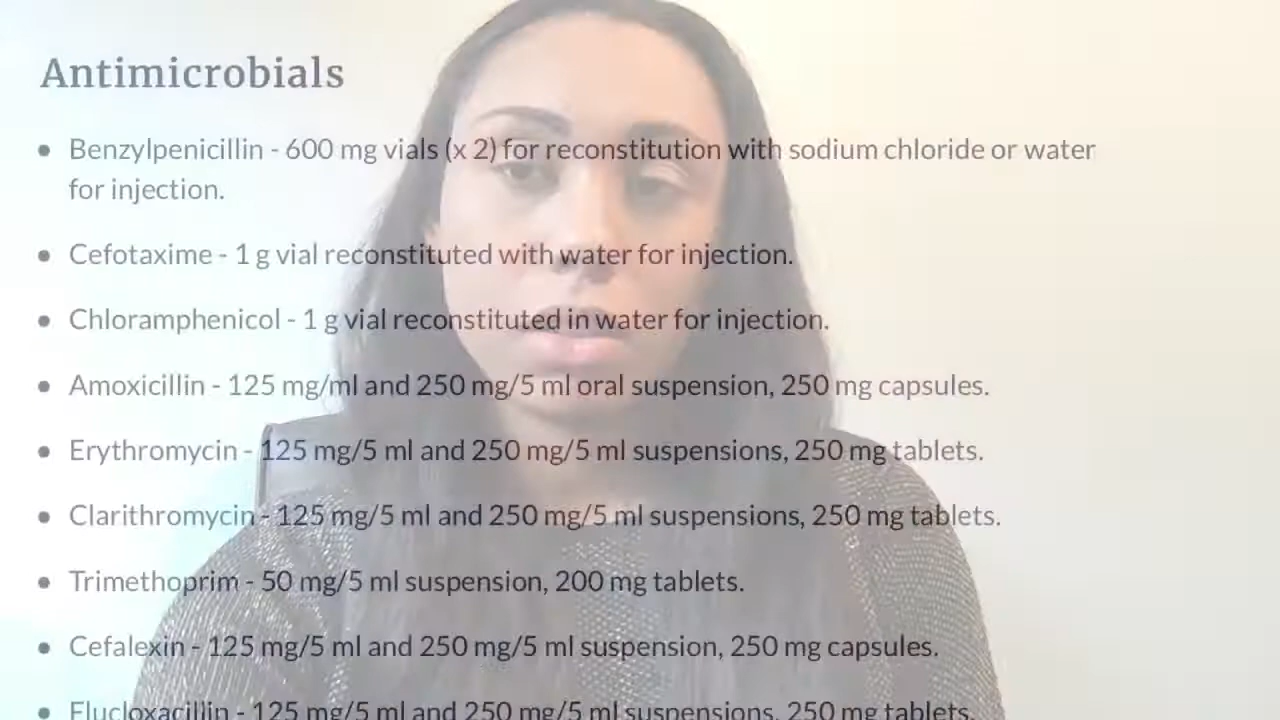 Antimicrobials
• Benzylpenicillin - 600 mg vials (x 2) for reconstitution with sodium chloride or water
for injection.
• Cefotaxime - 1 g vial reconstituted with water for injection.
• Chloramphenicol - 1 g vial reconstituted in water for injection.
• Amoxicillin - 125 mg/ml and 250 mg/5 ml oral suspension, 250 mg capsules.
• Erythromycin - 125 mg/5 ml and 250 mg/5 ml suspensions, 250 mg tablets.
• Clarithromycin - 125 mg/5 ml and 250 mg/5 ml suspensions, 250 mg tablets.
• Trimethoprim - 50 mg/5 ml suspension, 200 mg tablets.
• Cefalexin - 125 mg/5 ml and 250 mg/5 ml suspension, 250 mg capsules.
• Flucloxacillin - 125 mg/5 ml and 250 mg/5 ml suspensions, 250 mg tablets.